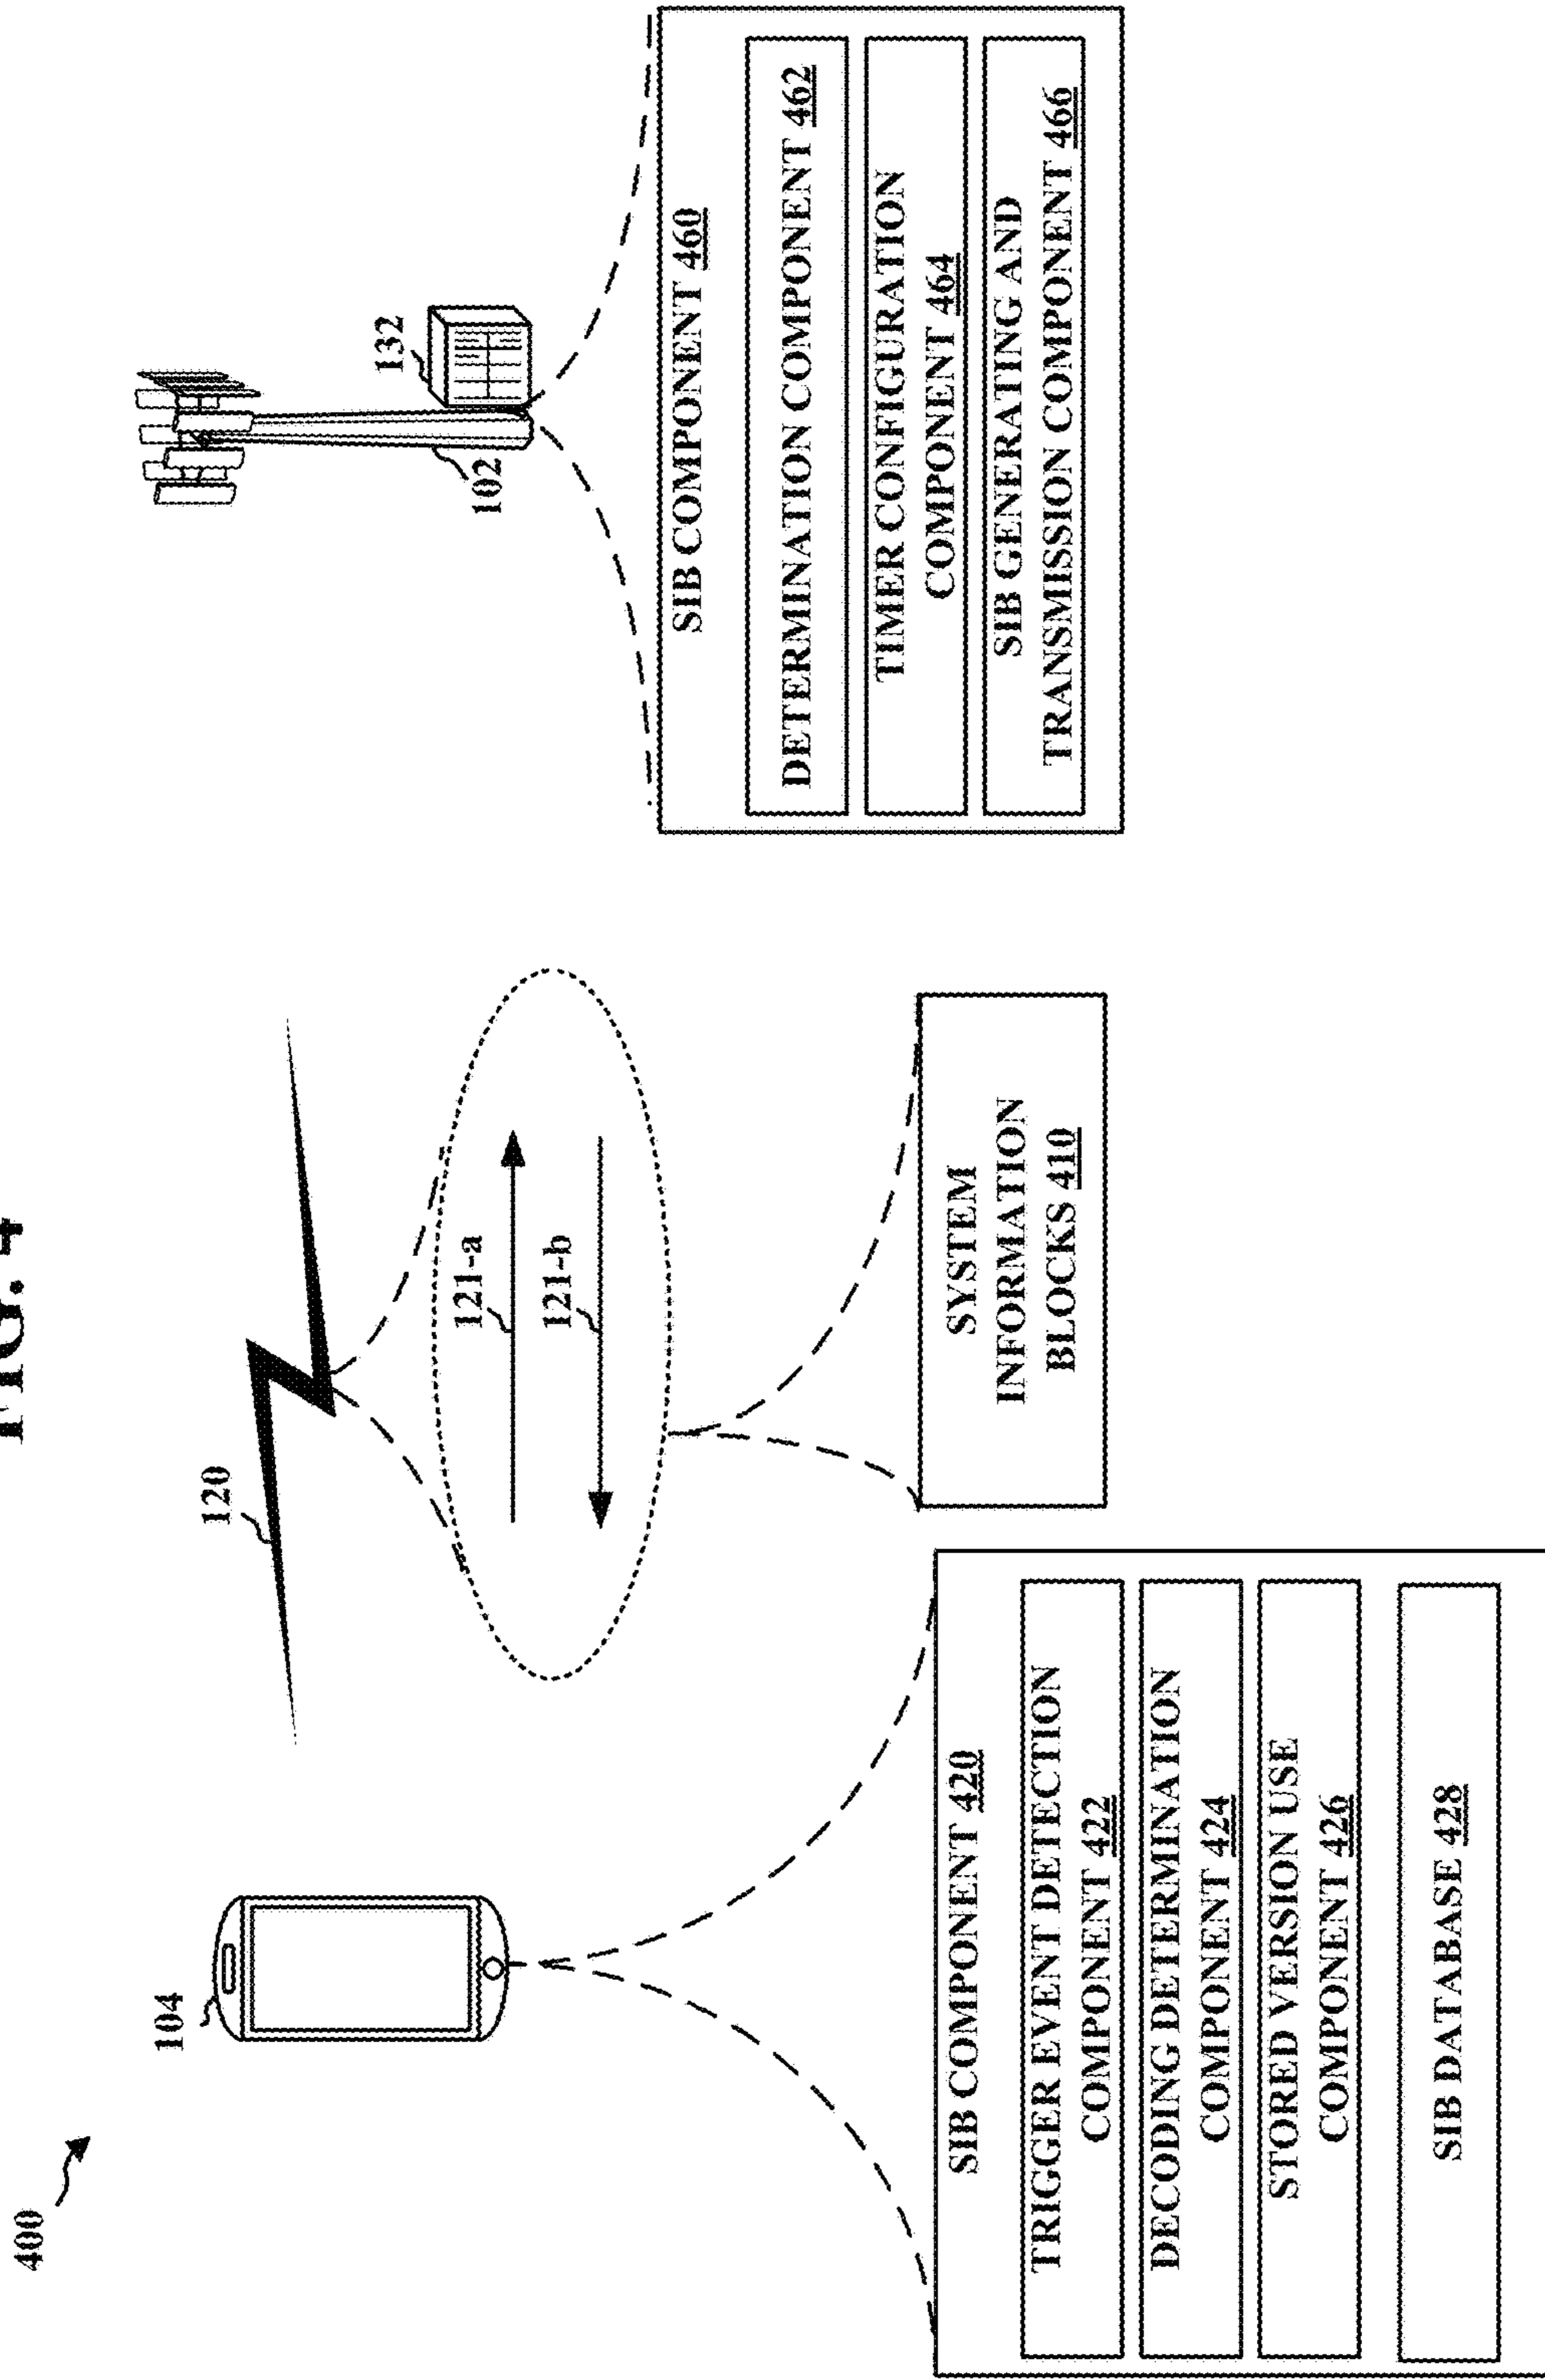 FIG. 4
400
104
120
102
132
121-a
121-b
SYSTEM
INFORMATION
BLOCKS 410
SIB COMPONENT 420
TRIGGER EVENT DETECTION
COMPONENT 422
DECODING DETERMINATION
COMPONENT 424
STORED VERSION USE
COMPONENT 426
SIB DATABASE 428
SIB COMPONENT 460
DETERMINATION COMPONENT 462
TIMER CONFIGURATION
COMPONENT 464
SIB GENERATING AND
TRANSMISSION COMPONENT 466